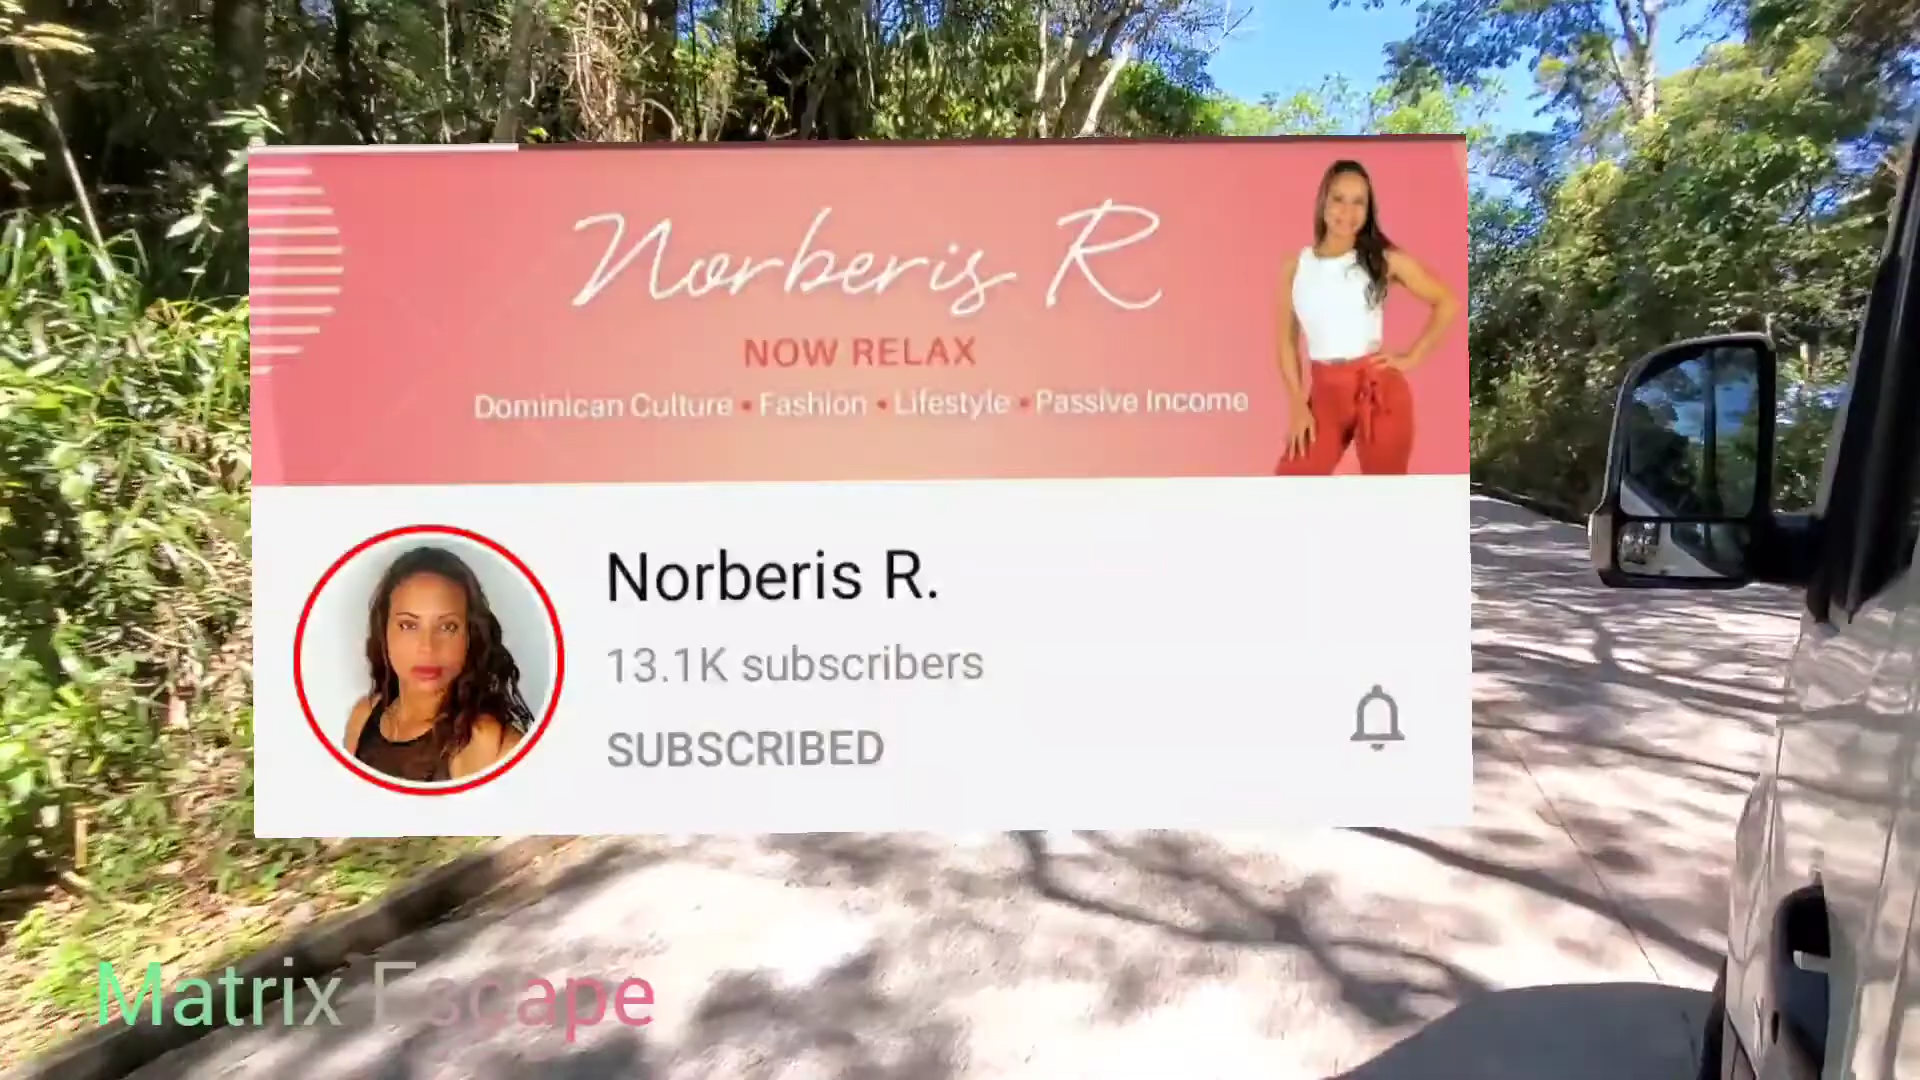 Norberis R
NOW RELAX
Dominican Culture • Fashion • Lifestyle • Passive Income
Norberis R.
13.1K subscribers
SUBSCRIBED
Matrix Escape